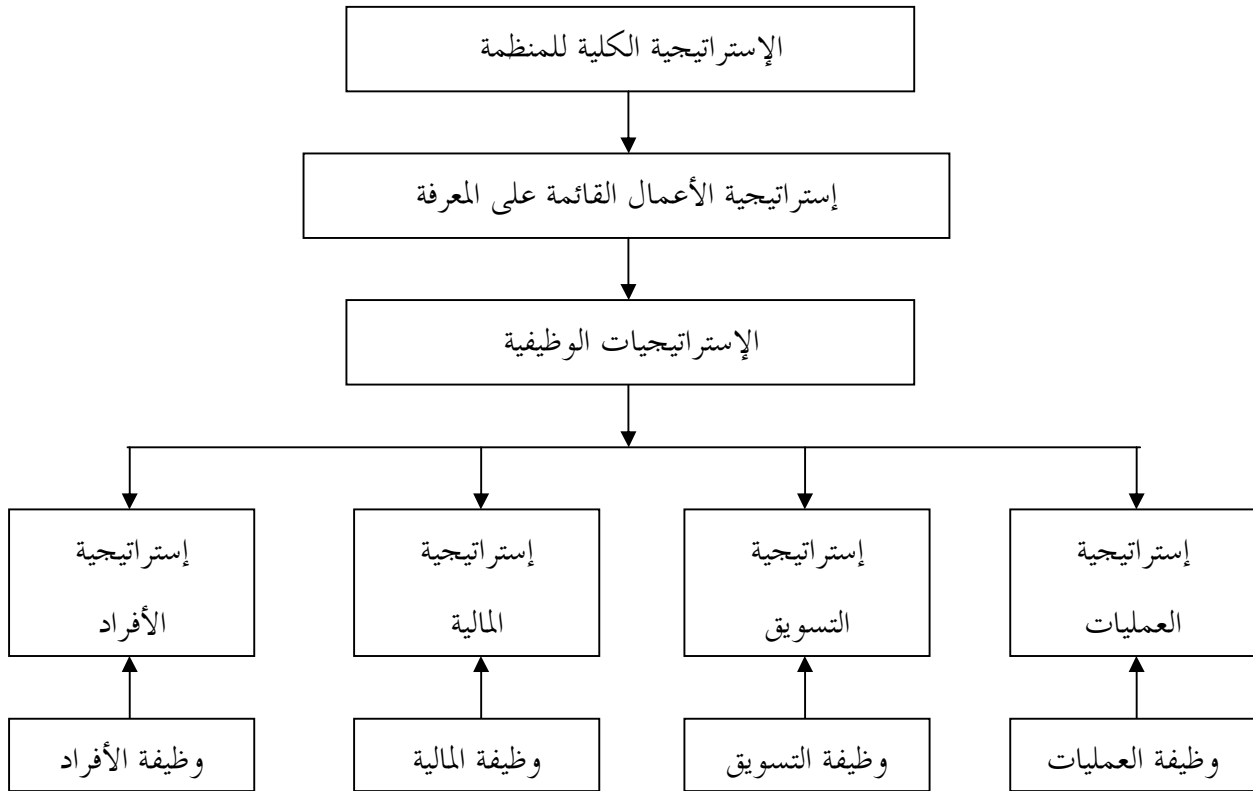 الإستراتيجية الكلية للمنظمة
إستراتيجية الأعمال القائمة على المعرفة
الإستراتيجيات الوظيفية
إستراتيجية
العمليات
إستراتيجية
التسويق
إستراتيجية
المالية
إستراتيجية
الأفراد
وظيفة العمليات
وظيفة التسويق
وظيفة المالية
وظيفة الأفراد